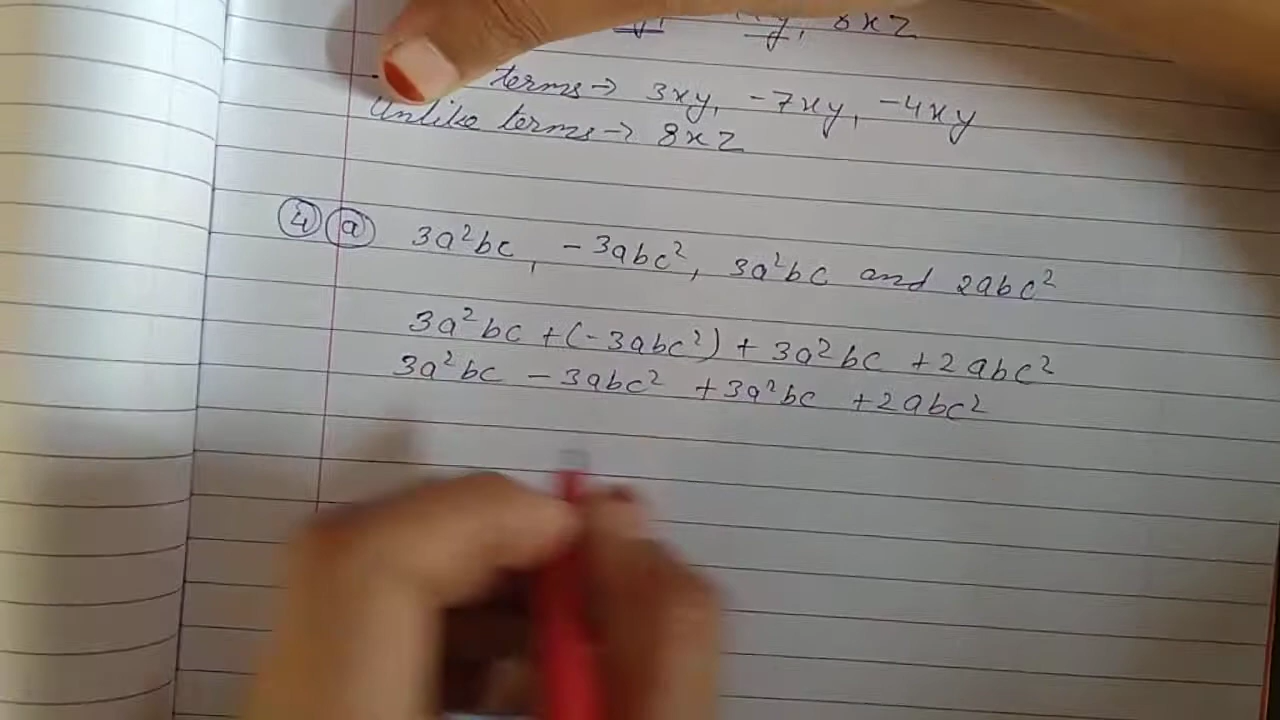 8xz
terms → 3xy, -7xy, -4xy
Unlike terms → 8xz
4 a 3a²bc, -3abc², 3a²bc and 2abc²
3a²bc + (-3abc²) + 3a²bc + 2abc²
3a²bc - 3abc² + 3a²bc + 2abc²